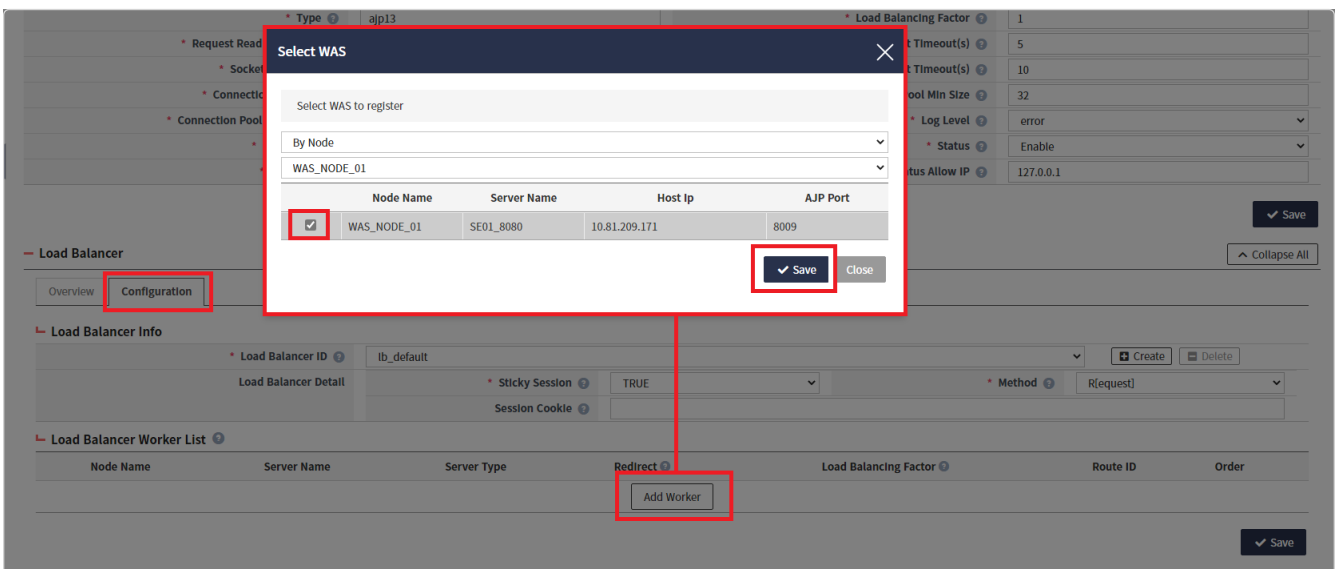 * Type ajp13 * Load Balancing Factor 1
* Request Read t Timeout(s) 5
* Socket t Timeout(s) 10
* Connectio ool Min Size 32
* Connection Pool * Log Level error
* * Status Enable
tus Allow IP 127.0.0.1
Save
Select WAS
Select WAS to register
By Node
WAS_NODE_01
Node Name Server Name Host Ip AJP Port
WAS_NODE_01 SE01_8080 10.81.209.171 8009
Save Close
Load Balancer Collapse All
Overview Configuration
Load Balancer Info
* Load Balancer ID lb_default Create Delete
Load Balancer Detail * Sticky Session TRUE * Method R[equest]
Session Cookie
Load Balancer Worker List
Node Name Server Name Server Type Redirect Load Balancing Factor Route ID Order
Add Worker
Save